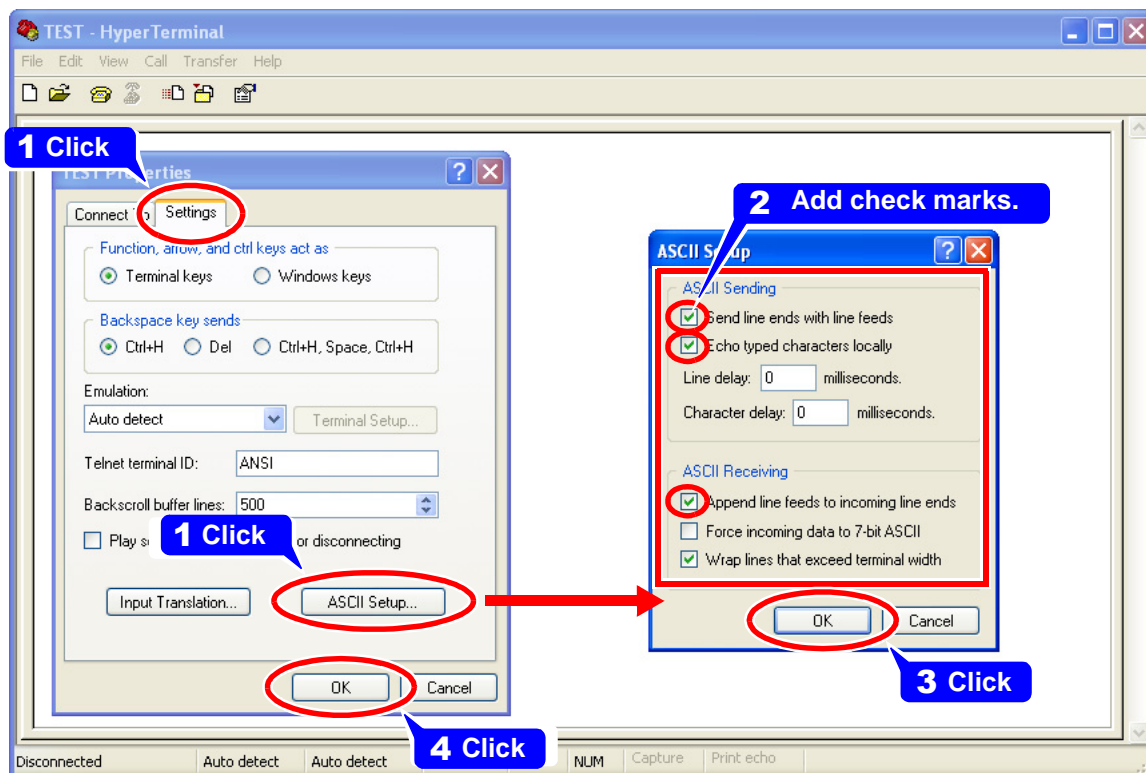 TEST - HyperTerminal
File Edit View Call Transfer Help
1 Click
TEST Properties
Connect To Settings
Function, arrow, and ctrl keys act as
Terminal keys Windows keys
Backspace key sends
Ctrl+H Del Ctrl+H, Space, Ctrl+H
Emulation:
Auto detect Terminal Setup...
Telnet terminal ID: ANSI
Backscroll buffer lines: 500
1 Click
Play or disconnecting
Input Translation... ASCII Setup...
OK Cancel
4 Click
2 Add check marks.
ASCII Setup
ASCII Sending
Send line ends with line feeds
Echo typed characters locally
Line delay: 0 milliseconds.
Character delay: 0 milliseconds.
ASCII Receiving
Append line feeds to incoming line ends
Force incoming data to 7-bit ASCII
Wrap lines that exceed terminal width
OK Cancel
3 Click
Disconnected Auto detect Auto detect NUM Capture Print echo